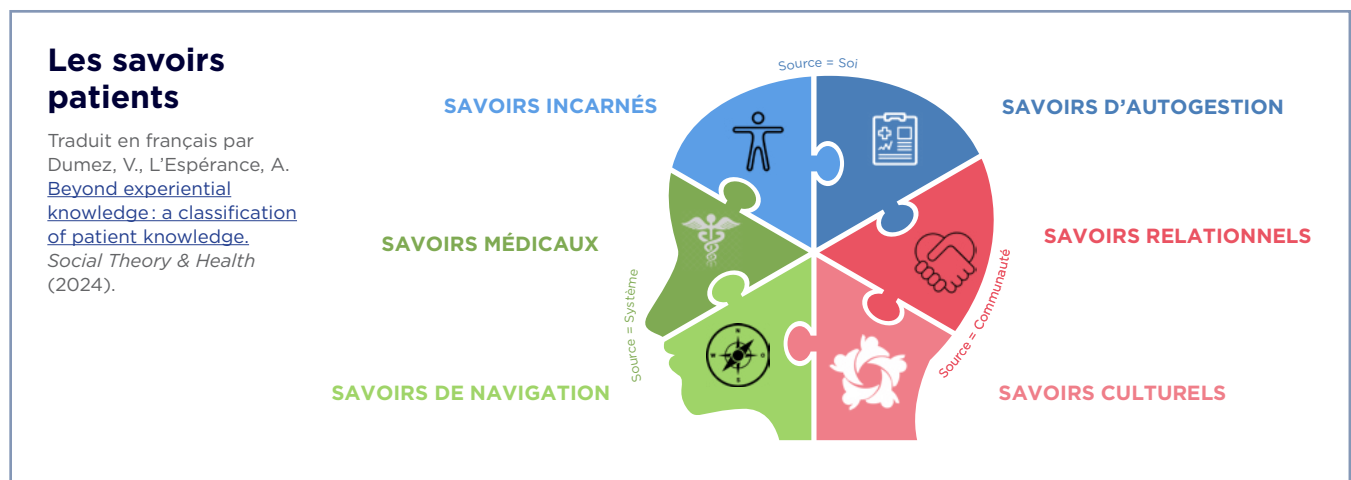 Les savoirs
patients
Traduit en français par
Dumez, V., L'Espérance, A.
Beyond experiential
knowledge : a classification
of patient knowledge.
Social Theory & Health
(2024).
Source = Soi
SAVOIRS INCARNÉS
SAVOIRS D'AUTOGESTION
SAVOIRS MÉDICAUX
SAVOIRS RELATIONNELS
Source = Système
Source = Communauté
N
W
O
S
SAVOIRS DE NAVIGATION
SAVOIRS CULTURELS